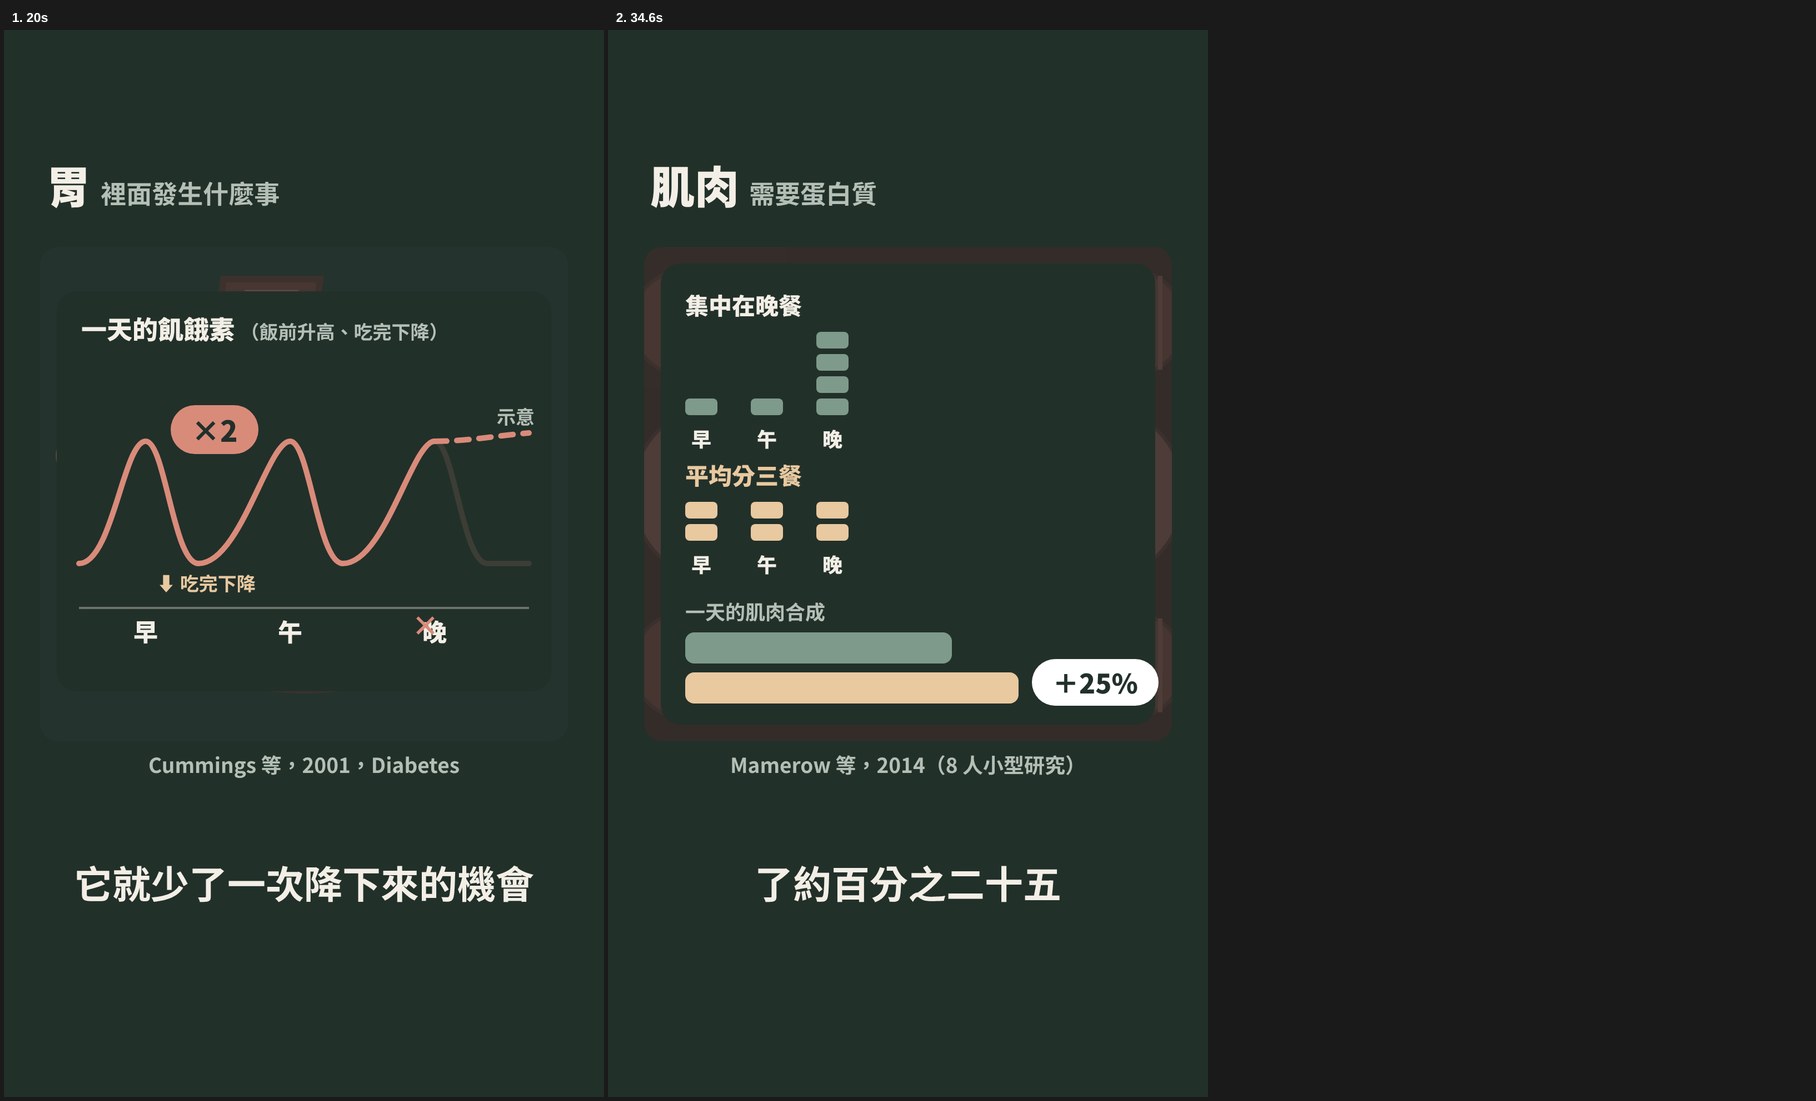 1. 20s
胃 裡面發生什麼事
一天的飢餓素 （飯前升高、吃完下降）
×2
示意
⬇ 吃完下降
早 午 晚
Cummings 等，2001，Diabetes
它就少了一次降下來的機會
2. 34.6s
肌肉 需要蛋白質
集中在晚餐
早 午 晚
平均分三餐
早 午 晚
一天的肌肉合成
+25%
Mamerow 等，2014（8 人小型研究）
了約百分之二十五